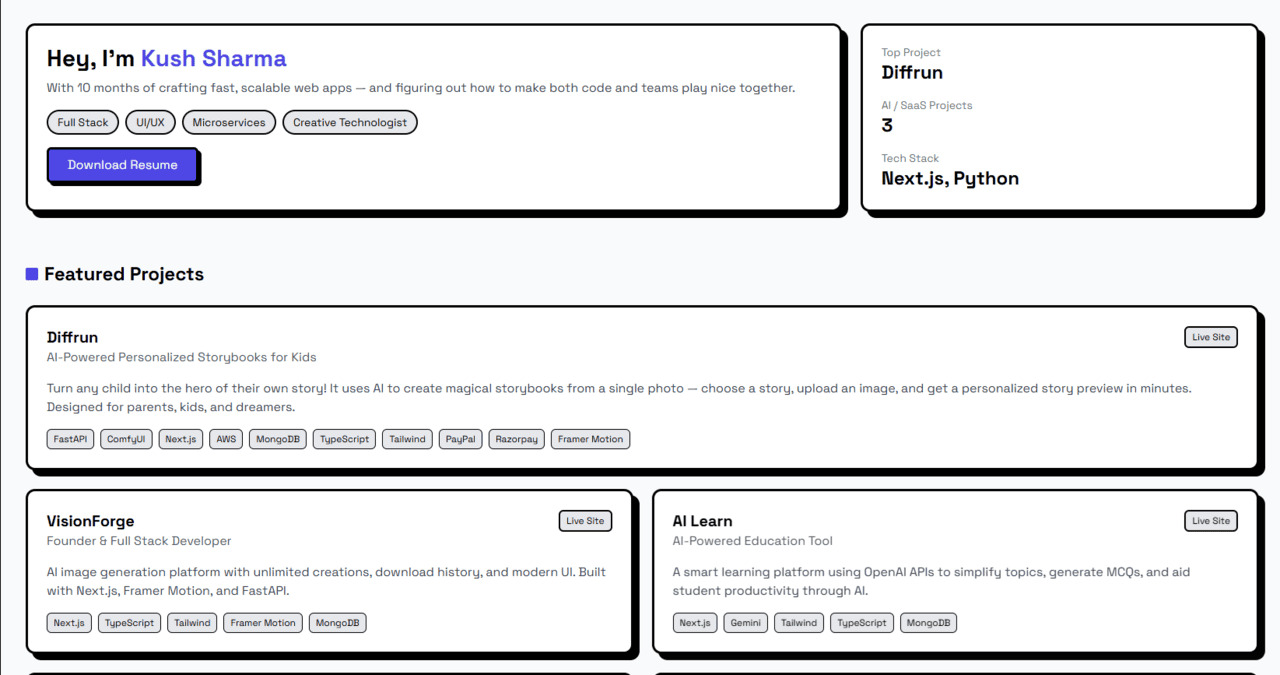 Hey, I'm Kush Sharma
With 10 months of crafting fast, scalable web apps — and figuring out how to make both code and teams play nice together.
Full Stack
UI/UX
Microservices
Creative Technologist
Download Resume
Top Project
Diffrun
AI / SaaS Projects
3
Tech Stack
Next.js, Python
Featured Projects
Diffrun
Live Site
AI-Powered Personalized Storybooks for Kids
Turn any child into the hero of their own story! It uses AI to create magical storybooks from a single photo — choose a story, upload an image, and get a personalized story preview in minutes.
Designed for parents, kids, and dreamers.
FastAPI
ComfyUI
Next.js
AWS
MongoDB
TypeScript
Tailwind
PayPal
Razorpay
Framer Motion
VisionForge
Live Site
Founder & Full Stack Developer
AI image generation platform with unlimited creations, download history, and modern UI. Built
with Next.js, Framer Motion, and FastAPI.
Next.js
TypeScript
Tailwind
Framer Motion
MongoDB
AI Learn
Live Site
AI-Powered Education Tool
A smart learning platform using OpenAI APIs to simplify topics, generate MCQs, and aid
student productivity through AI.
Next.js
Gemini
Tailwind
TypeScript
MongoDB